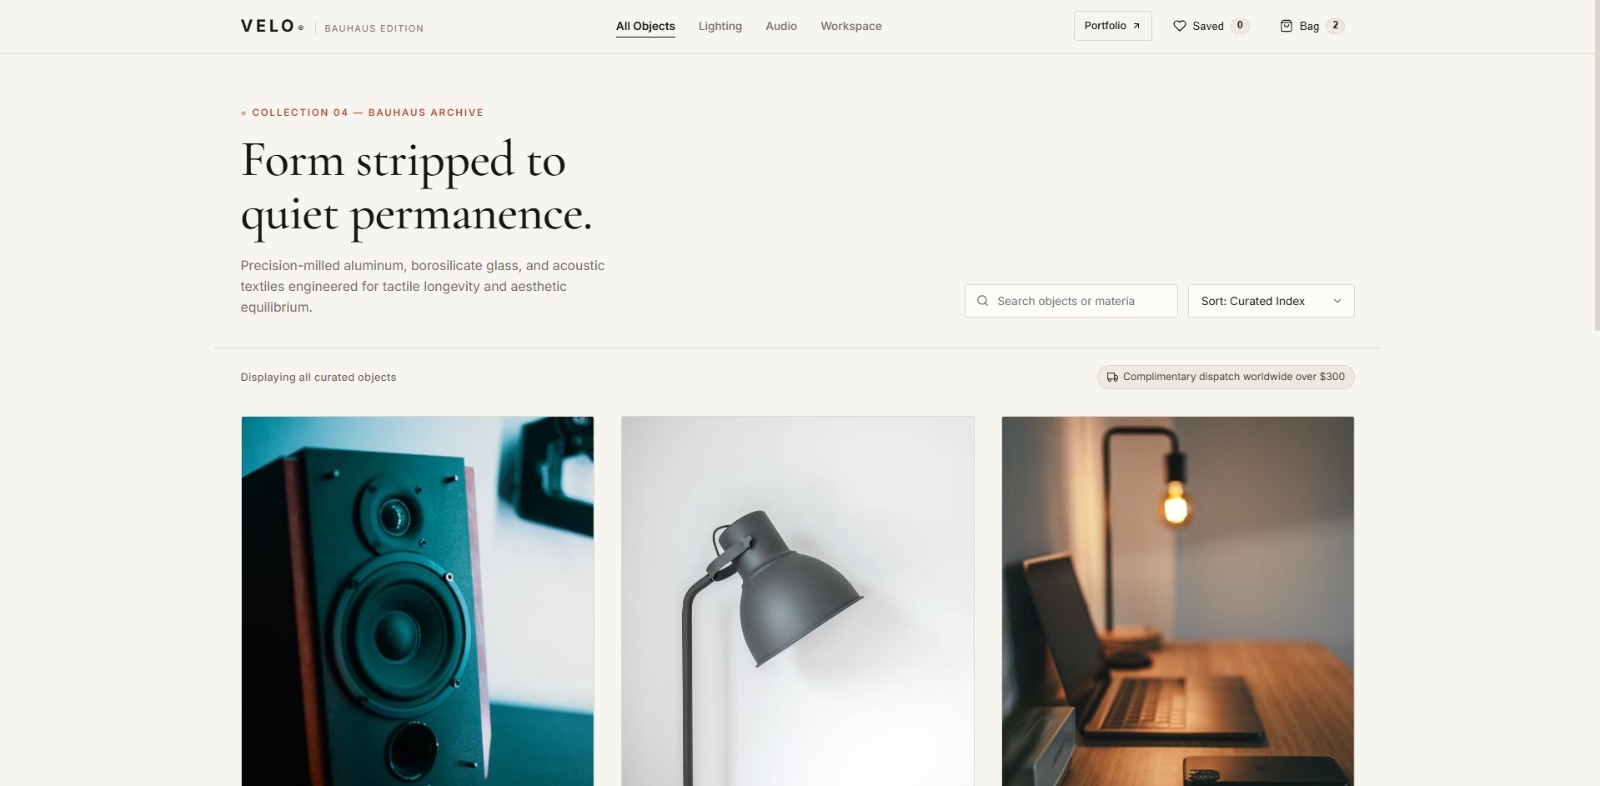 VELO®
BAUHAUS EDITION
All Objects
Lighting
Audio
Workspace
Portfolio ↗
Saved 0
Bag 2
COLLECTION 04 — BAUHAUS ARCHIVE
Form stripped to
quiet permanence.
Precision-milled aluminum, borosilicate glass, and acoustic
textiles engineered for tactile longevity and aesthetic
equilibrium.
Search objects or materia
Sort: Curated Index
Displaying all curated objects
Complimentary dispatch worldwide over $300